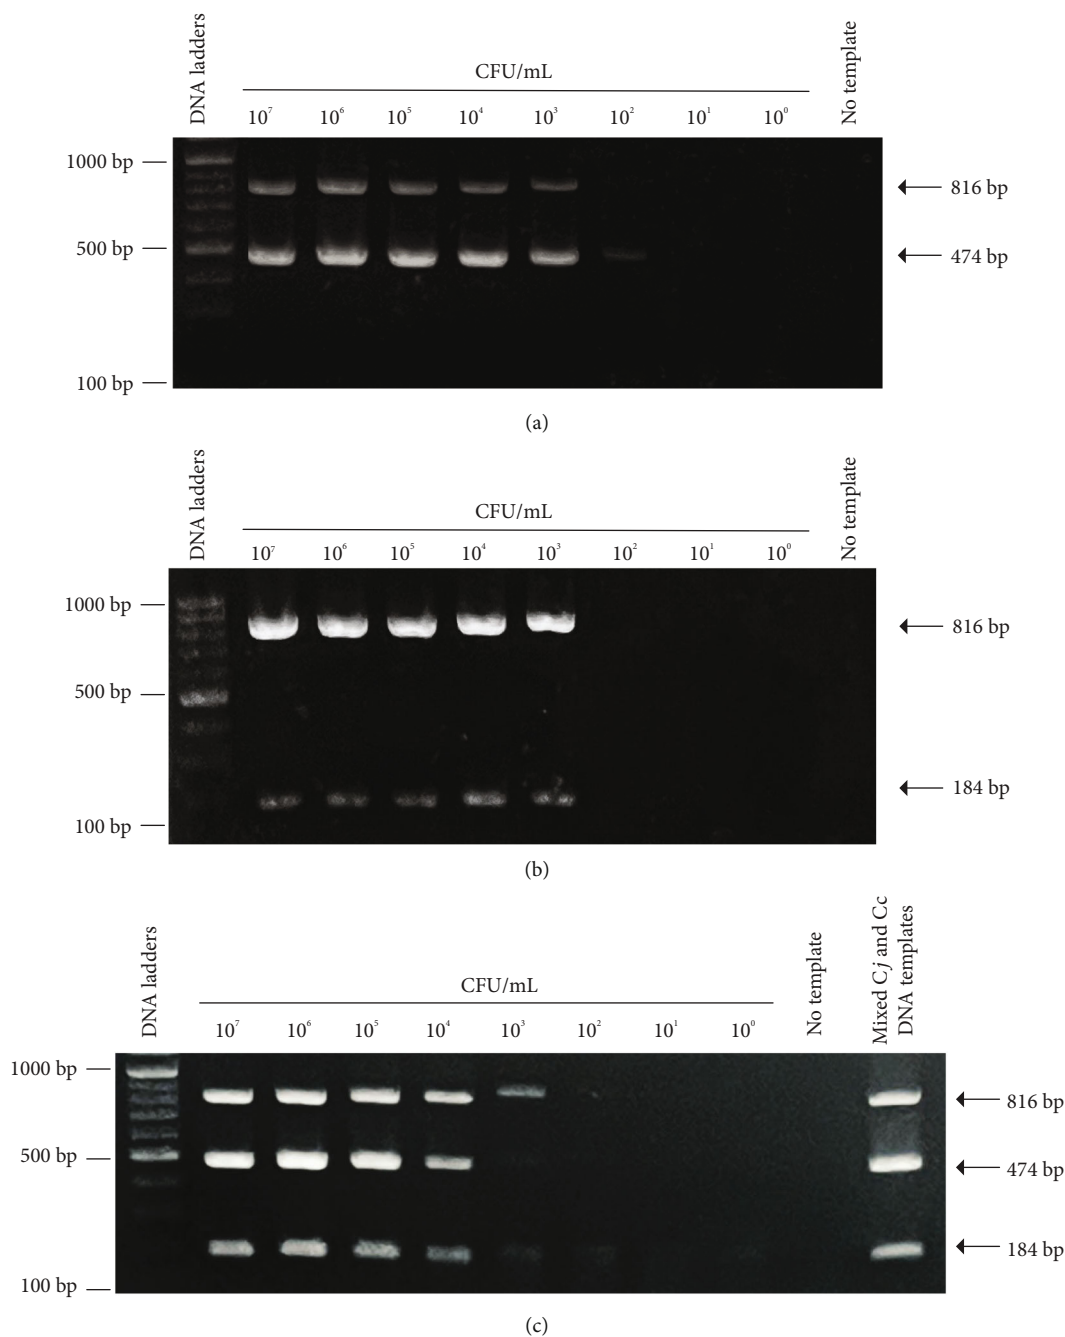 DNA ladders
CFU/mL
No template
10⁷ 10⁶ 10⁵ 10⁴ 10³ 10² 10¹ 10⁰
1000 bp
816 bp
500 bp
474 bp
100 bp
(a)
DNA ladders
CFU/mL
No template
10⁷ 10⁶ 10⁵ 10⁴ 10³ 10² 10¹ 10⁰
1000 bp
816 bp
500 bp
184 bp
100 bp
(b)
DNA ladders
CFU/mL
No template
Mixed Cj and Cc
DNA templates
10⁷ 10⁶ 10⁵ 10⁴ 10³ 10² 10¹ 10⁰
1000 bp
816 bp
500 bp
474 bp
184 bp
100 bp
(c)